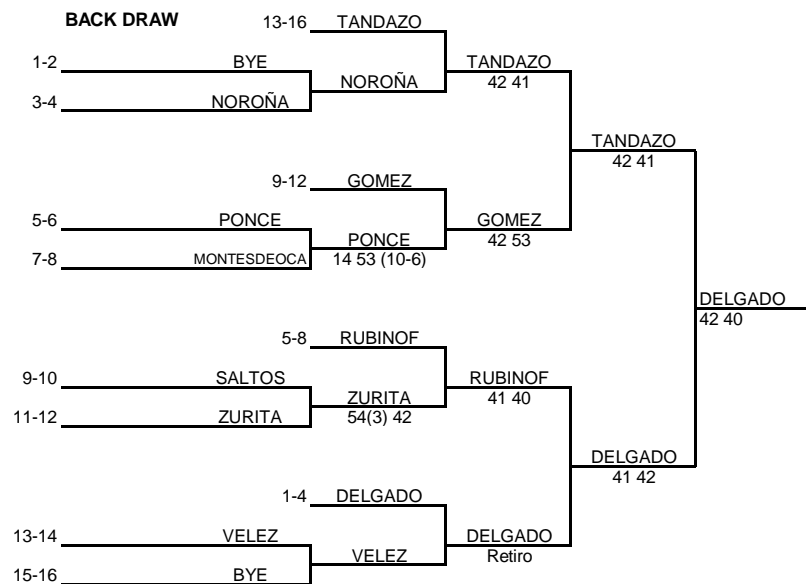 BACK DRAW
13-16 TANDAZO
1-2 BYE TANDAZO
NOROÑA 42 41
3-4 NOROÑA
TANDAZO
42 41
9-12 GOMEZ
5-6 PONCE GOMEZ
PONCE 42 53
7-8 MONTESDEOCA 14 53 (10-6)
DELGADO
42 40
5-8 RUBINOF
9-10 SALTOS RUBINOF
ZURITA 41 40
11-12 ZURITA 54(3) 42
DELGADO
41 42
1-4 DELGADO
13-14 VELEZ DELGADO
VELEZ Retiro
15-16 BYE